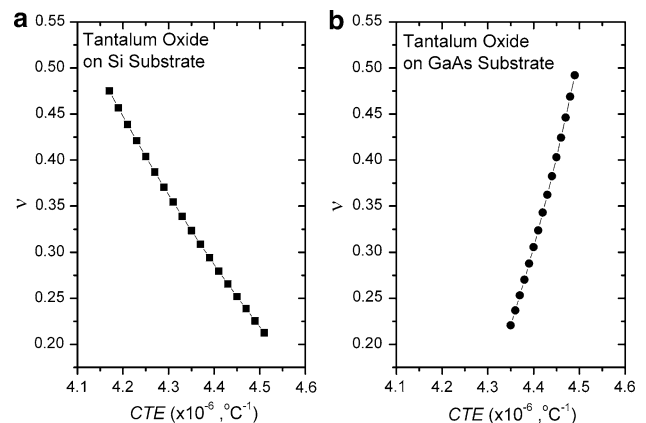 a
b
Tantalum Oxide
on Si Substrate
Tantalum Oxide
on GaAs Substrate
0.55
0.50
0.45
0.40
0.35
0.30
0.25
0.20
ν
0.55
0.50
0.45
0.40
0.35
0.30
0.25
0.20
ν
4.1 4.2 4.3 4.4 4.5 4.6
4.1 4.2 4.3 4.4 4.5 4.6
CTE (x10⁻⁶ ,°C⁻¹)
CTE (x10⁻⁶ ,°C⁻¹)